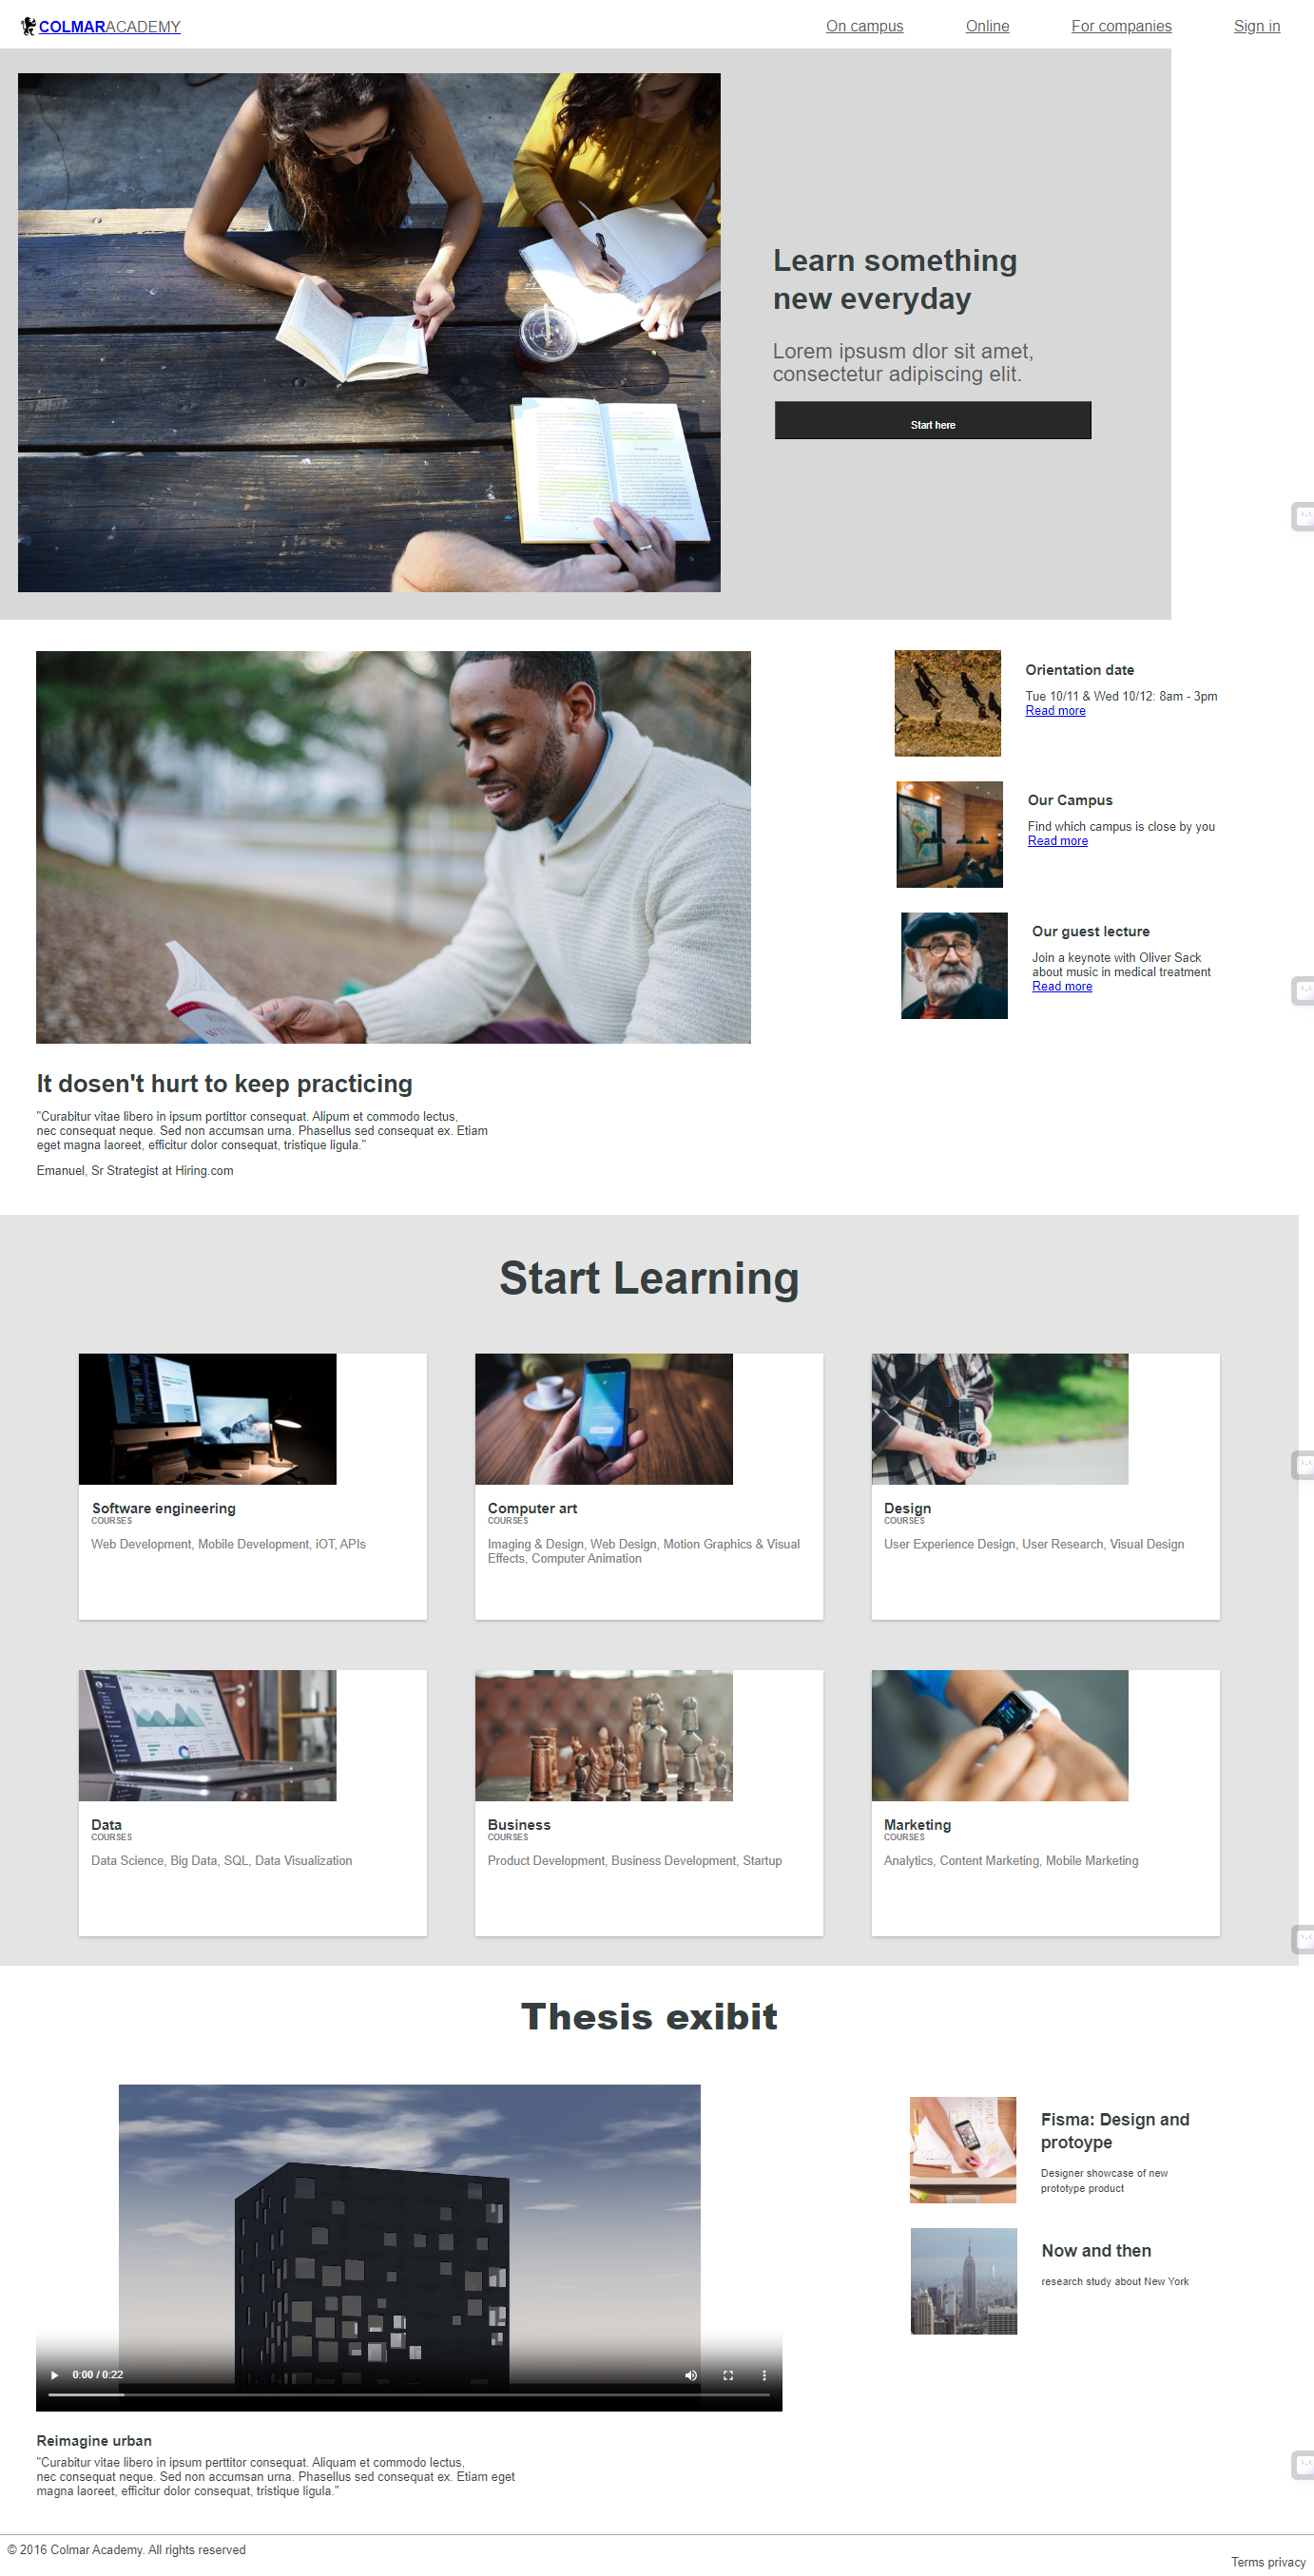 COLMARACADEMY
On campus
Online
For companies
Sign in
Learn something
new everyday
Lorem ipsusm dlor sit amet,
consectetur adipiscing elit.
Start here
Orientation date
Tue 10/11 & Wed 10/12: 8am - 3pm
Read more
Our Campus
Find which campus is close by you
Read more
Our guest lecture
Join a keynote with Oliver Sack
about music in medical treatment
Read more
It dosen't hurt to keep practicing
"Curabitur vitae libero in ipsum portittor consequat. Alipum et commodo lectus,
nec consequat neque. Sed non accumsan urna. Phasellus sed consequat ex. Etiam
eget magna laoreet, efficitur dolor consequat, tristique ligula."
Emanuel, Sr Strategist at Hiring.com
Start Learning
Software engineering
COURSES
Web Development, Mobile Development, iOT, APIs
Computer art
COURSES
Imaging & Design, Web Design, Motion Graphics & Visual
Effects, Computer Animation
Design
COURSES
User Experience Design, User Research, Visual Design
Data
COURSES
Data Science, Big Data, SQL, Data Visualization
Business
COURSES
Product Development, Business Development, Startup
Marketing
COURSES
Analytics, Content Marketing, Mobile Marketing
Thesis exibit
0:00 / 0:22
Fisma: Design and
protoype
Designer showcase of new
prototype product
Now and then
research study about New York
Reimagine urban
"Curabitur vitae libero in ipsum perttitor consequat. Aliquam et commodo lectus,
nec consequat neque. Sed non accumsan urna. Phasellus sed consequat ex. Etiam eget
magna laoreet, efficitur dolor consequat, tristique ligula."
© 2016 Colmar Academy. All rights reserved
Terms privacy